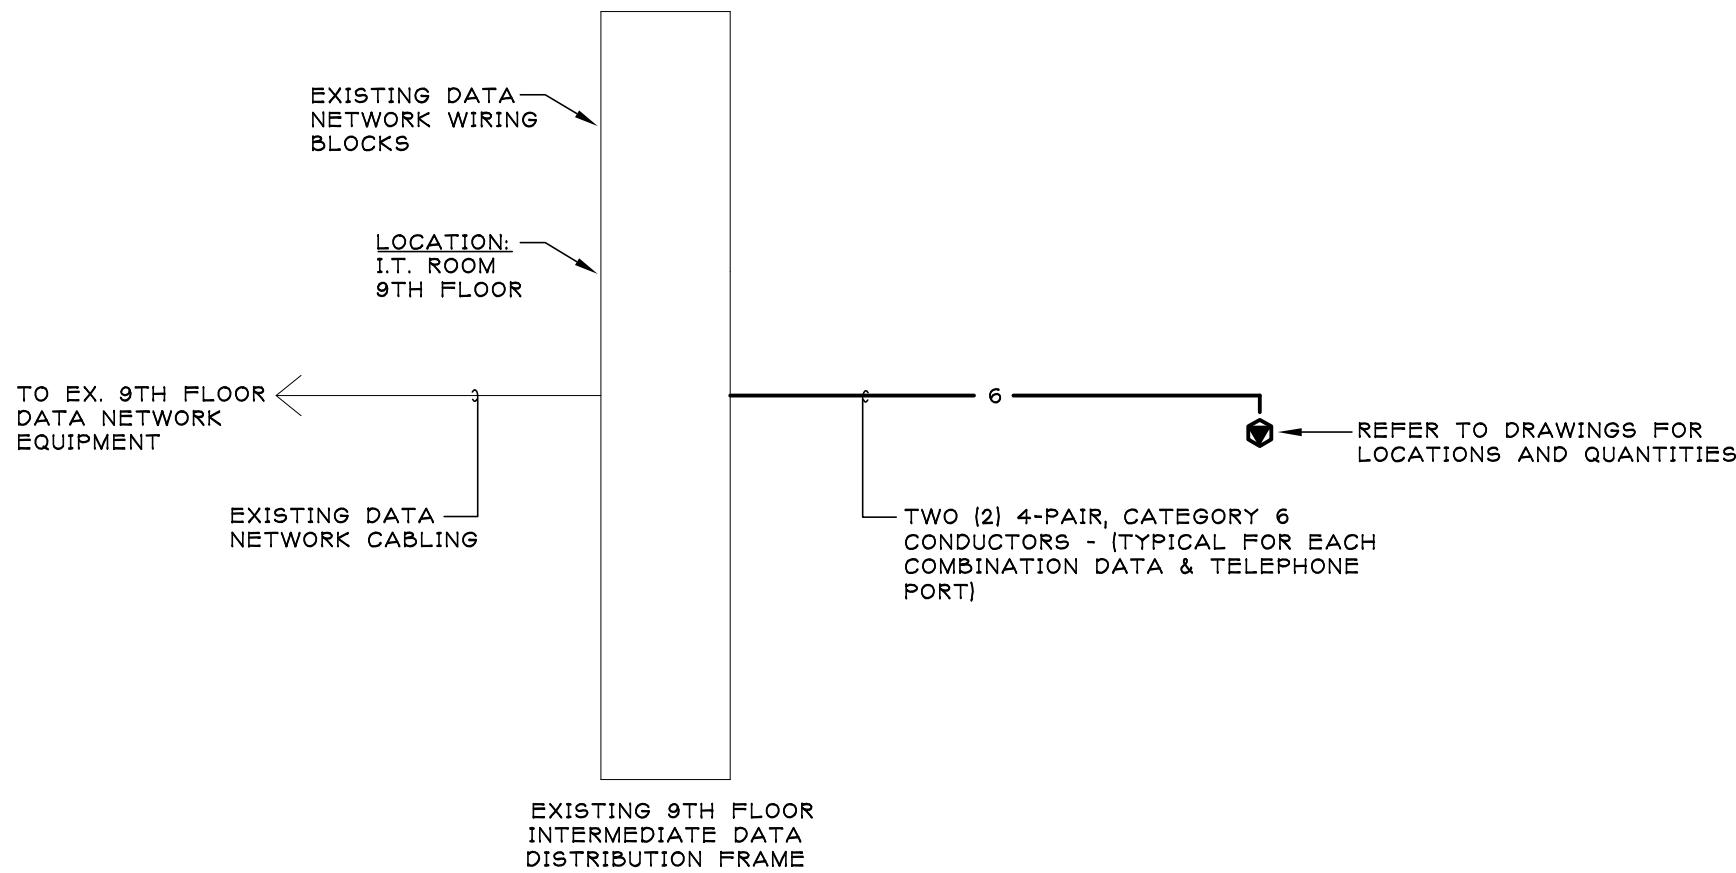 EXISTING DATA
NETWORK WIRING
BLOCKS
LOCATION:
I.T. ROOM
9TH FLOOR
TO EX. 9TH FLOOR
DATA NETWORK
EQUIPMENT
6
REFER TO DRAWINGS FOR
LOCATIONS AND QUANTITIES
EXISTING DATA
NETWORK CABLING
TWO (2) 4-PAIR, CATEGORY 6
CONDUCTORS - (TYPICAL FOR EACH
COMBINATION DATA & TELEPHONE
PORT)
EXISTING 9TH FLOOR
INTERMEDIATE DATA
DISTRIBUTION FRAME